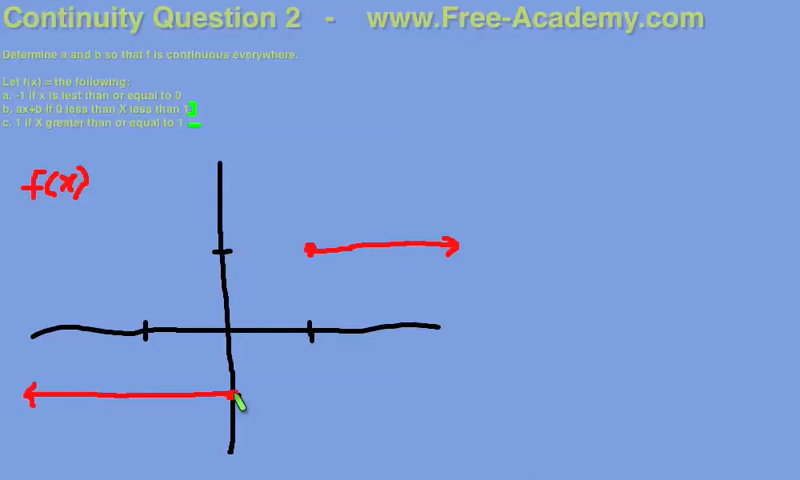 Continuity Question 2 - www.Free-Academy.com
Determine a and b so that f is continuous everywhere.
Let f(x) = the following:
a. -1 if x is lest than or equal to 0
b. ax+b if 0 less than X less than 1
c. 1 if X greater than or equal to 1
f(x)